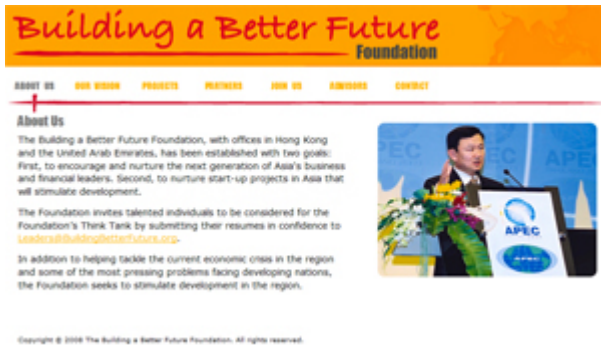 Building a Better Future
Foundation
ABOUT US OUR VISION PROJECTS PARTNERS JOIN US ADVISORS CONTACT
About Us
The Building a Better Future Foundation, with offices in Hong Kong
and the United Arab Emirates, has been established with two goals:
First, to encourage and nurture the next generation of Asia's business
and financial leaders. Second, to nurture start-up projects in Asia that
will stimulate development.
The Foundation invites talented individuals to be considered for the
Foundation's Think Tank by submitting their resumes in confidence to
Leaders@BuildingBetterFuture.org.
In addition to helping tackle the current economic crisis in the region
and some of the most pressing problems facing developing nations,
the Foundation seeks to stimulate development in the region.
APEC
APEC
APEC
Copyright © 2008 The Building a Better Future Foundation. All rights reserved.